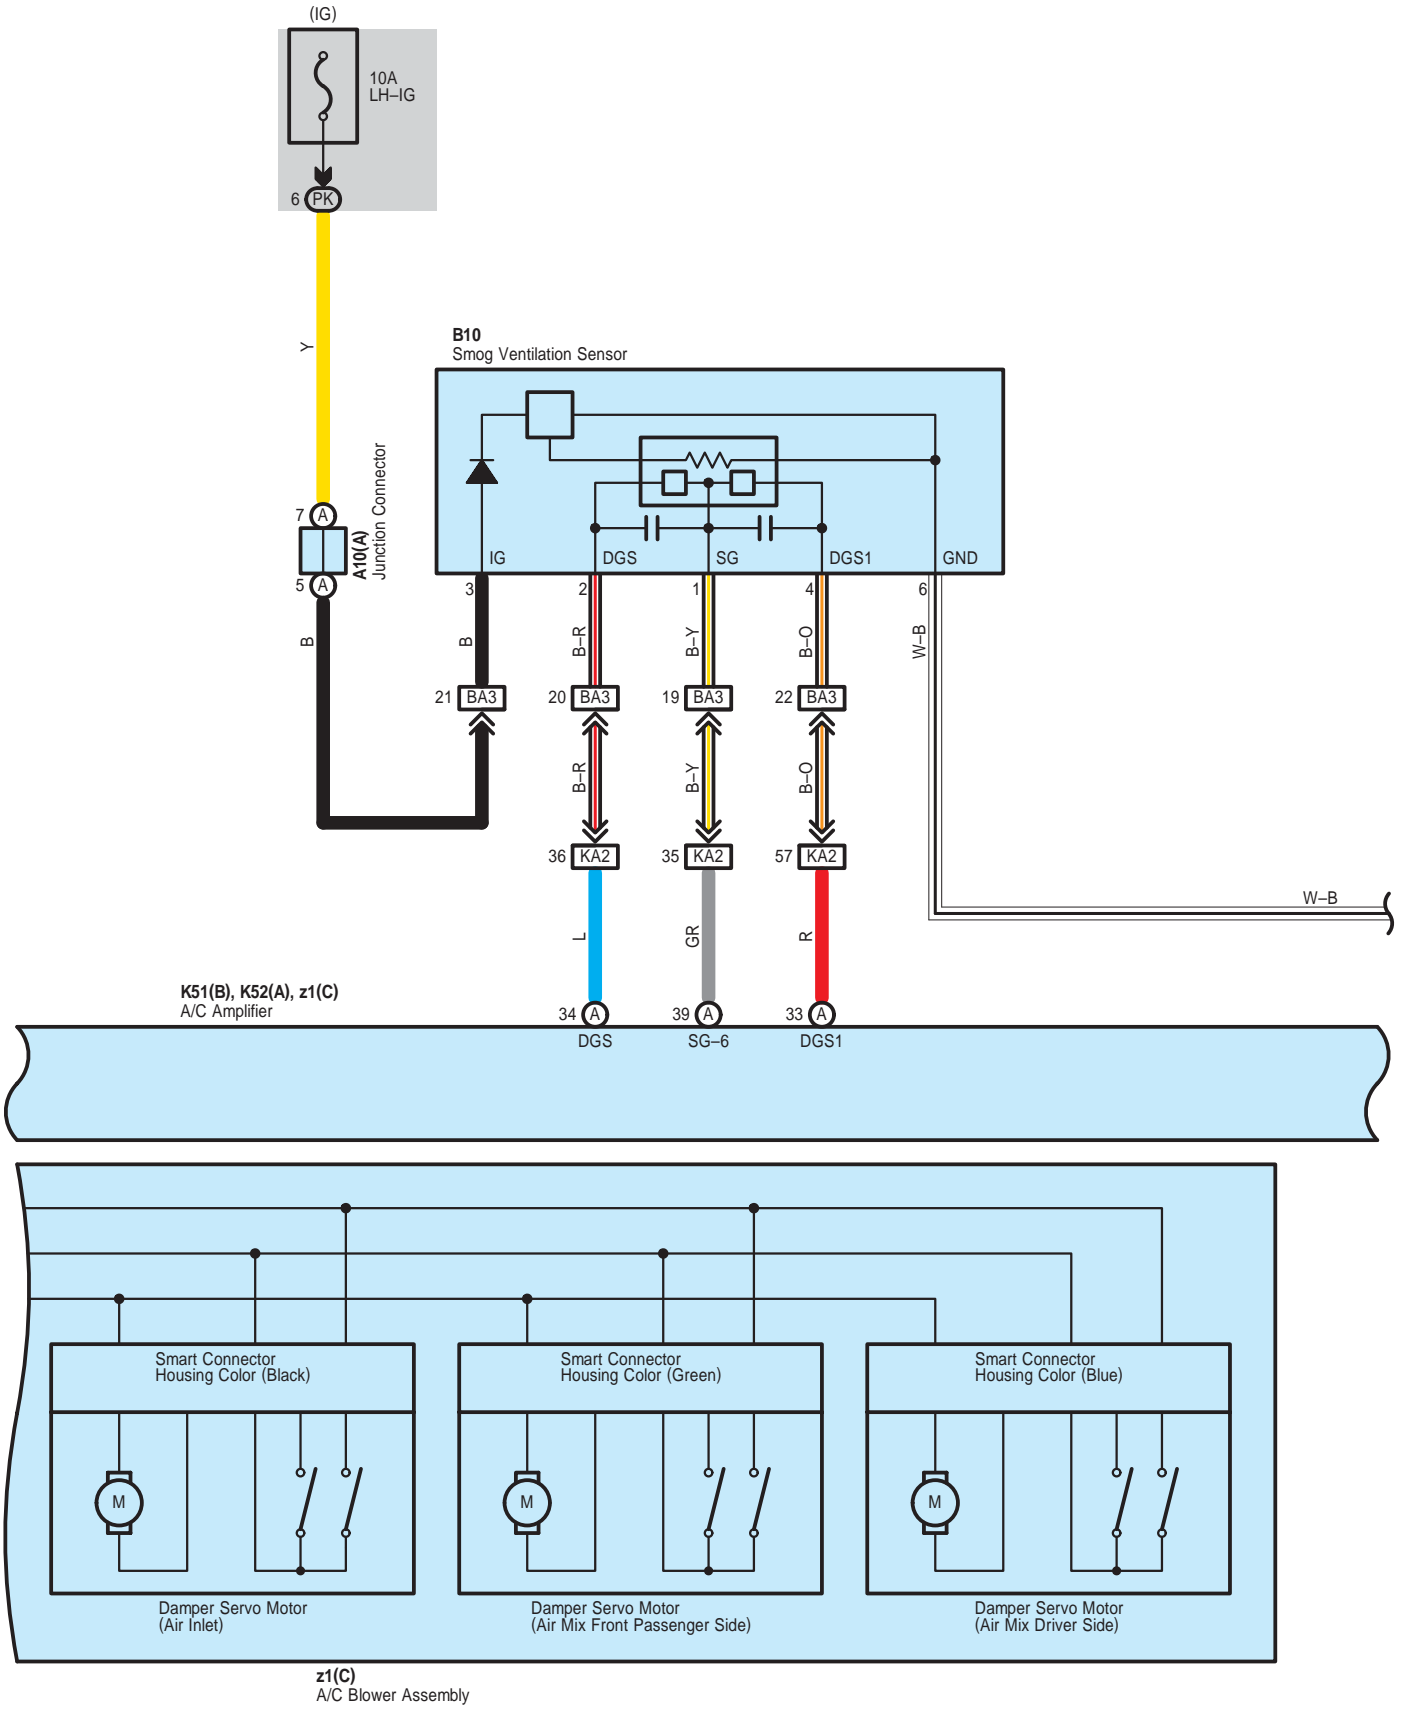 (IG)
10A
LH–IG
6 PK
Y
B10
Smog Ventilation Sensor
7 A
A10(A)
Junction Connector
5 A
IG
DGS
SG
DGS1
GND
3
2
1
4
6
B
B
B–R
B–Y
B–O
W–B
21 BA3
20 BA3
19 BA3
22 BA3
B–R
B–Y
B–O
36 KA2
35 KA2
57 KA2
W–B
L
GR
R
K51(B), K52(A), z1(C)
A/C Amplifier
34 A
39 A
33 A
DGS
SG–6
DGS1
Smart Connector
Housing Color (Black)
Smart Connector
Housing Color (Green)
Smart Connector
Housing Color (Blue)
M
M
M
Damper Servo Motor
(Air Inlet)
Damper Servo Motor
(Air Mix Front Passenger Side)
Damper Servo Motor
(Air Mix Driver Side)
z1(C)
A/C Blower Assembly